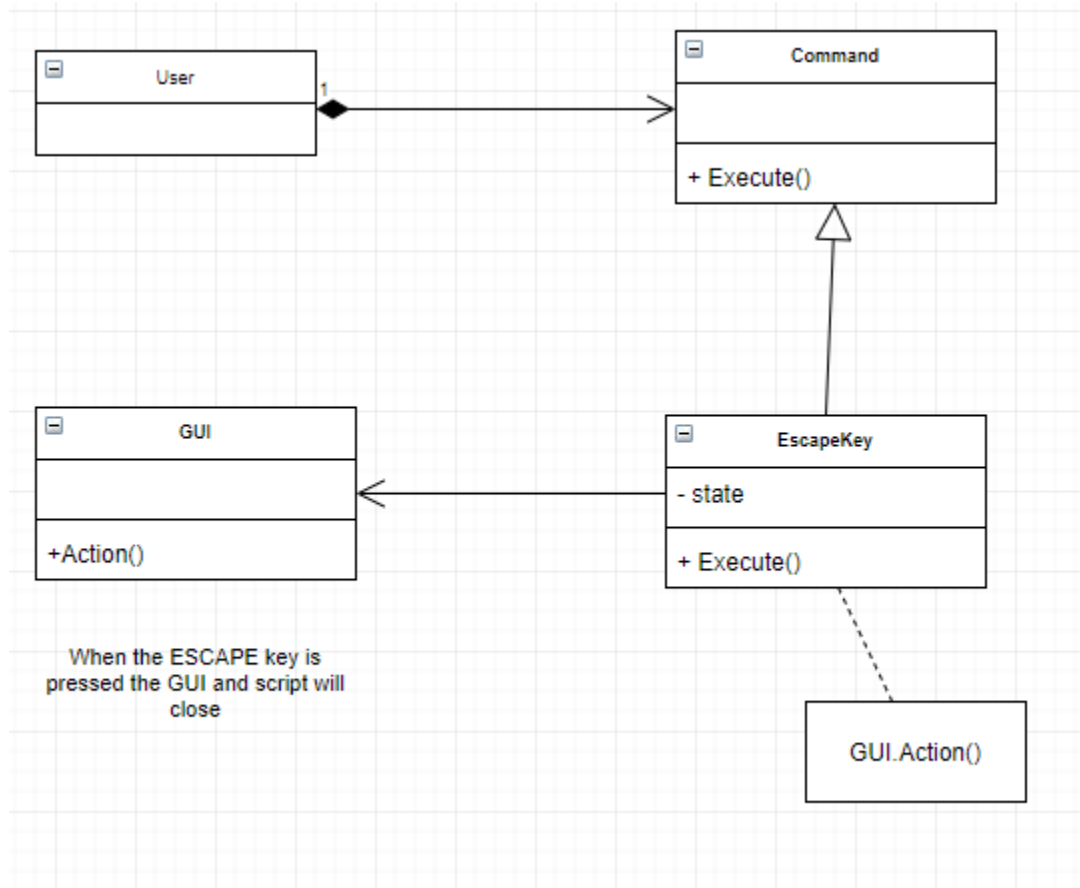 User
1
Command
+ Execute()
GUI
+Action()
EscapeKey
- state
+ Execute()
When the ESCAPE key is
pressed the GUI and script will
close
GUI.Action()